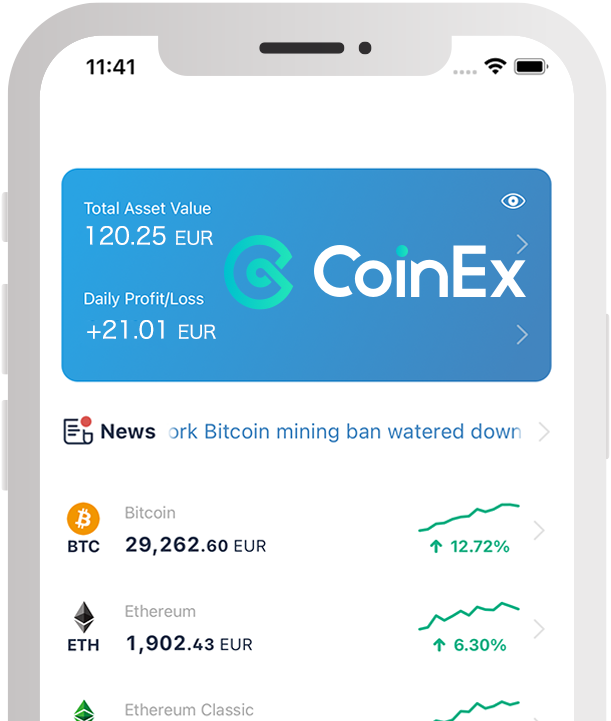 11:41
Total Asset Value
120.25 EUR
CoinEx
Daily Profit/Loss
+21.01 EUR
News ork Bitcoin mining ban watered down
Bitcoin
BTC 29,262.60 EUR 12.72%
Ethereum
ETH 1,902.43 EUR 6.30%
Ethereum Classic